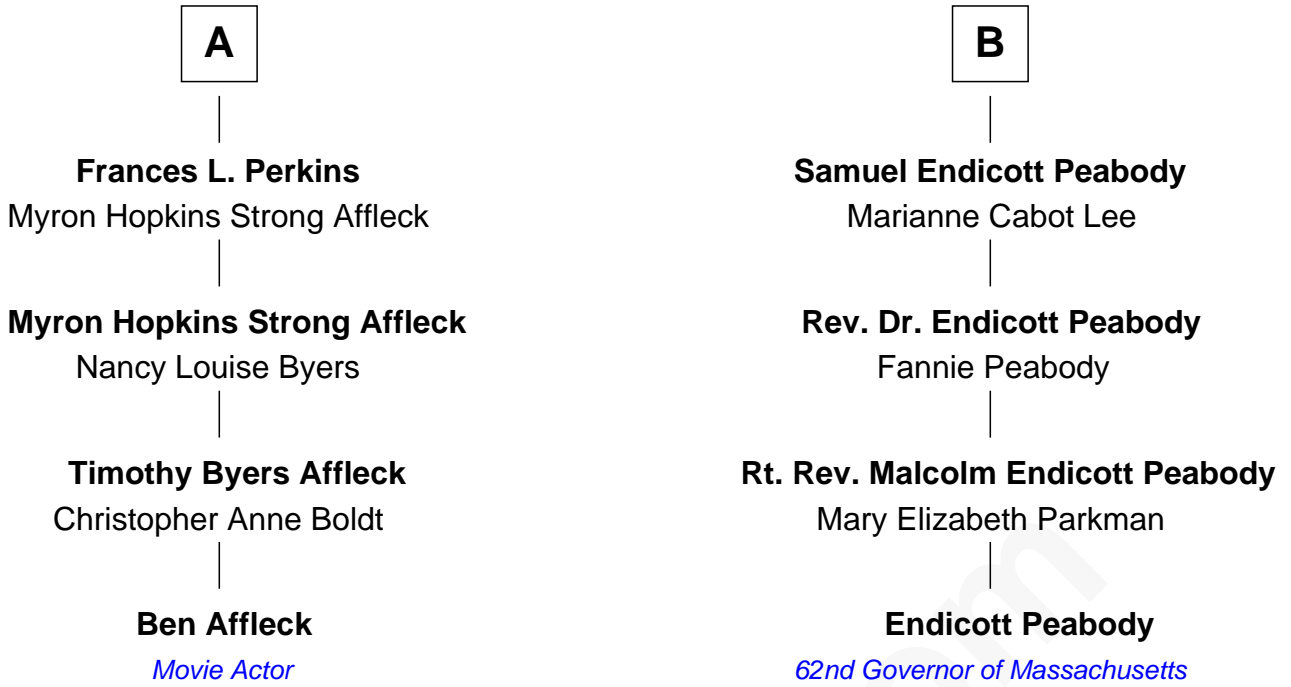 A
Frances L. Perkins
Myron Hopkins Strong Affleck
Myron Hopkins Strong Affleck
Nancy Louise Byers
Timothy Byers Affleck
Christopher Anne Boldt
Ben Affleck
Movie Actor
B
Samuel Endicott Peabody
Marianne Cabot Lee
Rev. Dr. Endicott Peabody
Fannie Peabody
Rt. Rev. Malcolm Endicott Peabody
Mary Elizabeth Parkman
Endicott Peabody
62nd Governor of Massachusetts